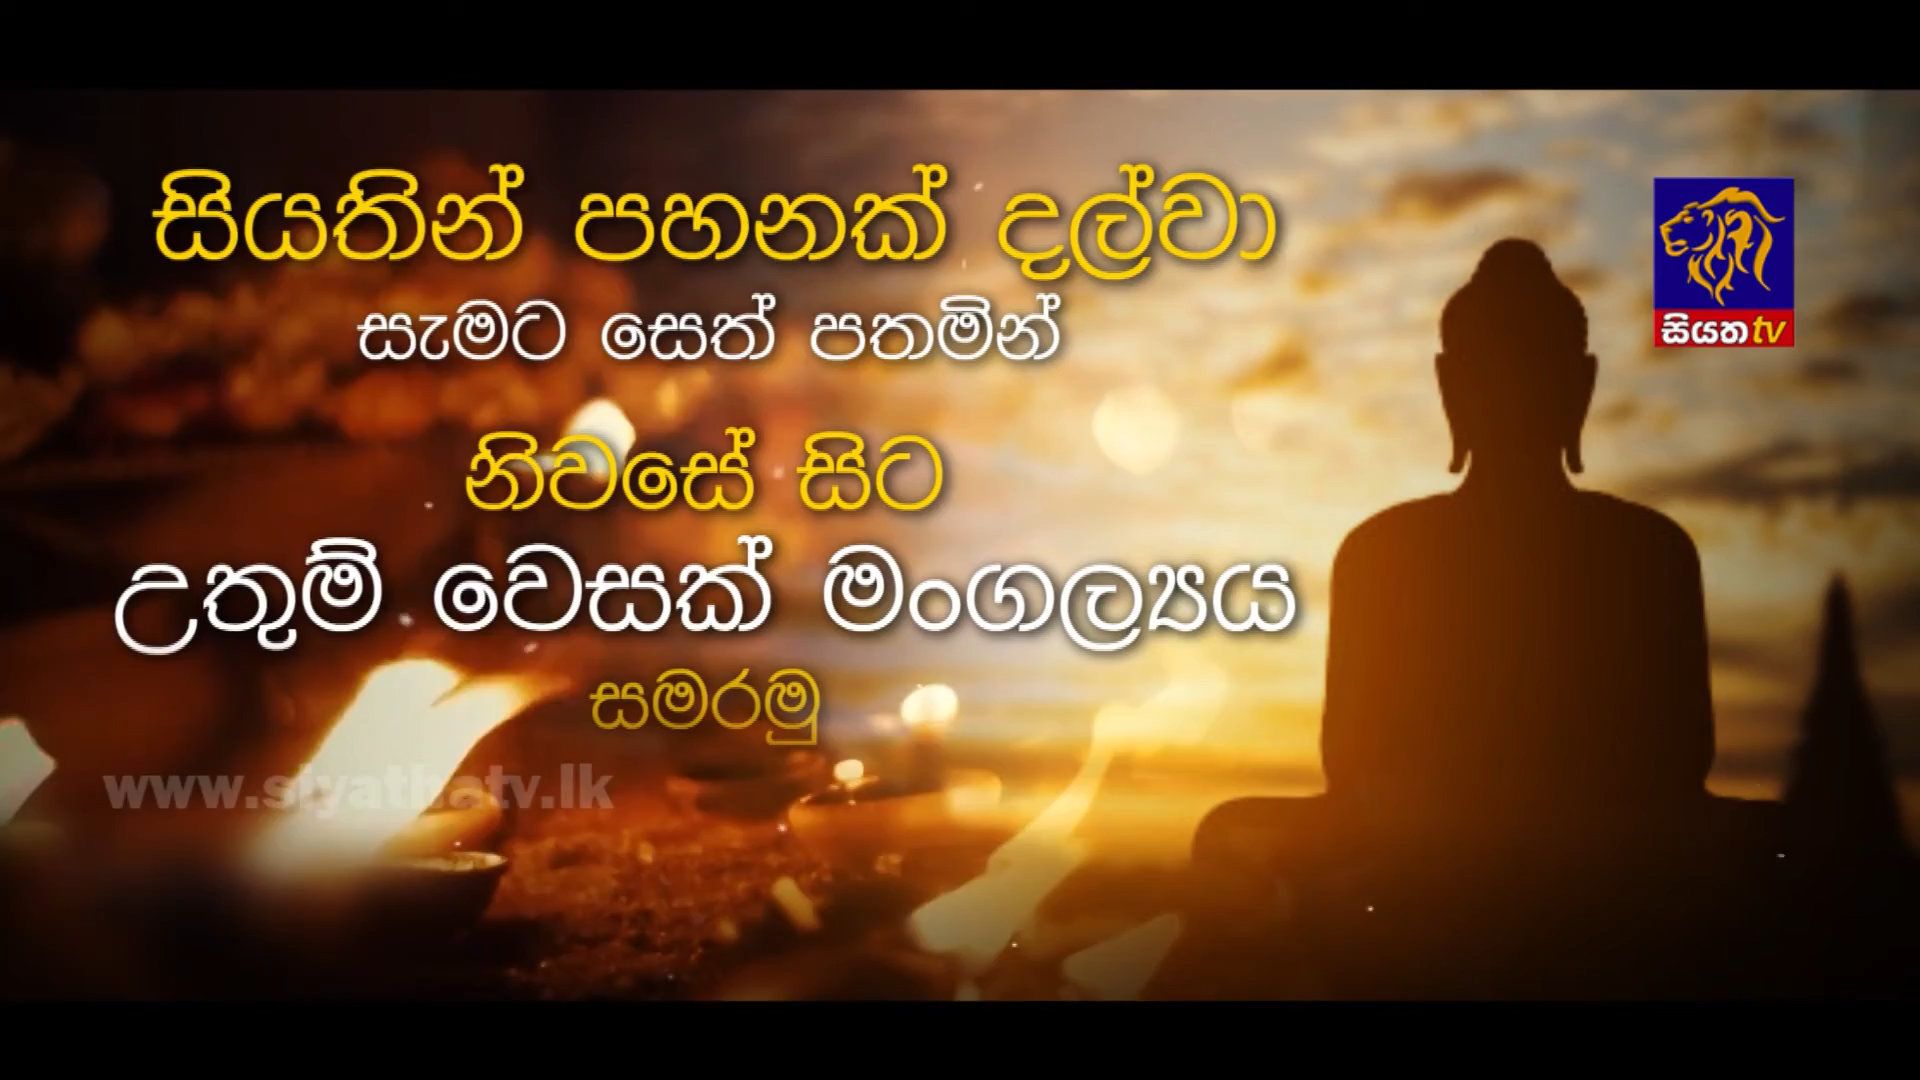 සියතින් පහනක් දල්වා
සැමට සෙත් පතමින්
නිවසේ සිට
උතුම් වෙසක් මංගල්‍යය
සමරමු
සියත tv
www.siyathatv.lk